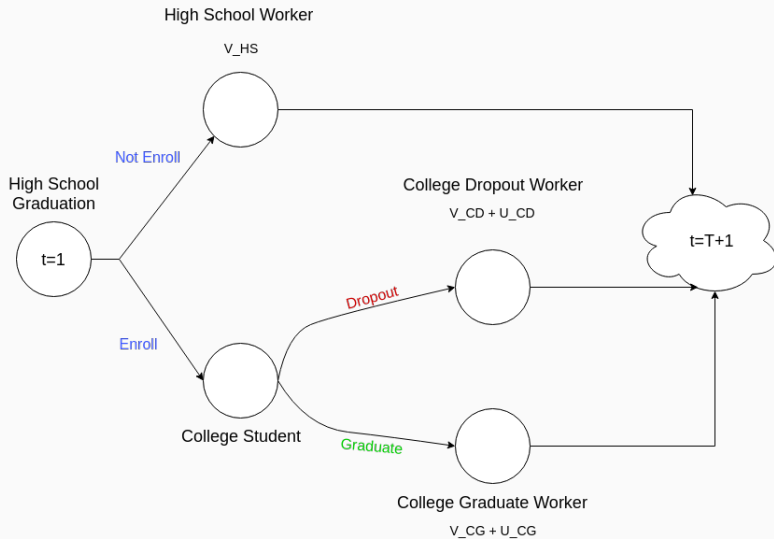 High School Worker
V_HS
Not Enroll
High School
Graduation
t=1
Enroll
College Student
Dropout
Graduate
College Dropout Worker
V_CD + U_CD
t=T+1
College Graduate Worker
V_CG + U_CG